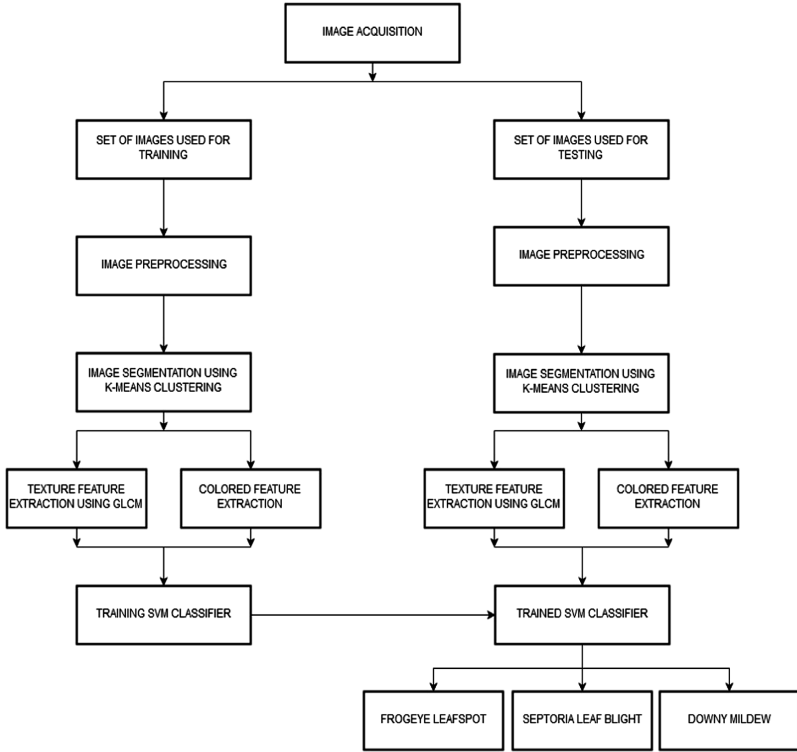 IMAGE ACQUISITION
SET OF IMAGES USED FOR
TRAINING
SET OF IMAGES USED FOR
TESTING
IMAGE PREPROCESSING
IMAGE PREPROCESSING
IMAGE SEGMENTATION USING
K-MEANS CLUSTERING
IMAGE SEGMENTATION USING
K-MEANS CLUSTERING
TEXTURE FEATURE
EXTRACTION USING GLCM
COLORED FEATURE
EXTRACTION
TEXTURE FEATURE
EXTRACTION USING GLCM
COLORED FEATURE
EXTRACTION
TRAINING SVM CLASSIFIER
TRAINED SVM CLASSIFIER
FROGEYE LEAFSPOT
SEPTORIA LEAF BLIGHT
DOWNY MILDEW